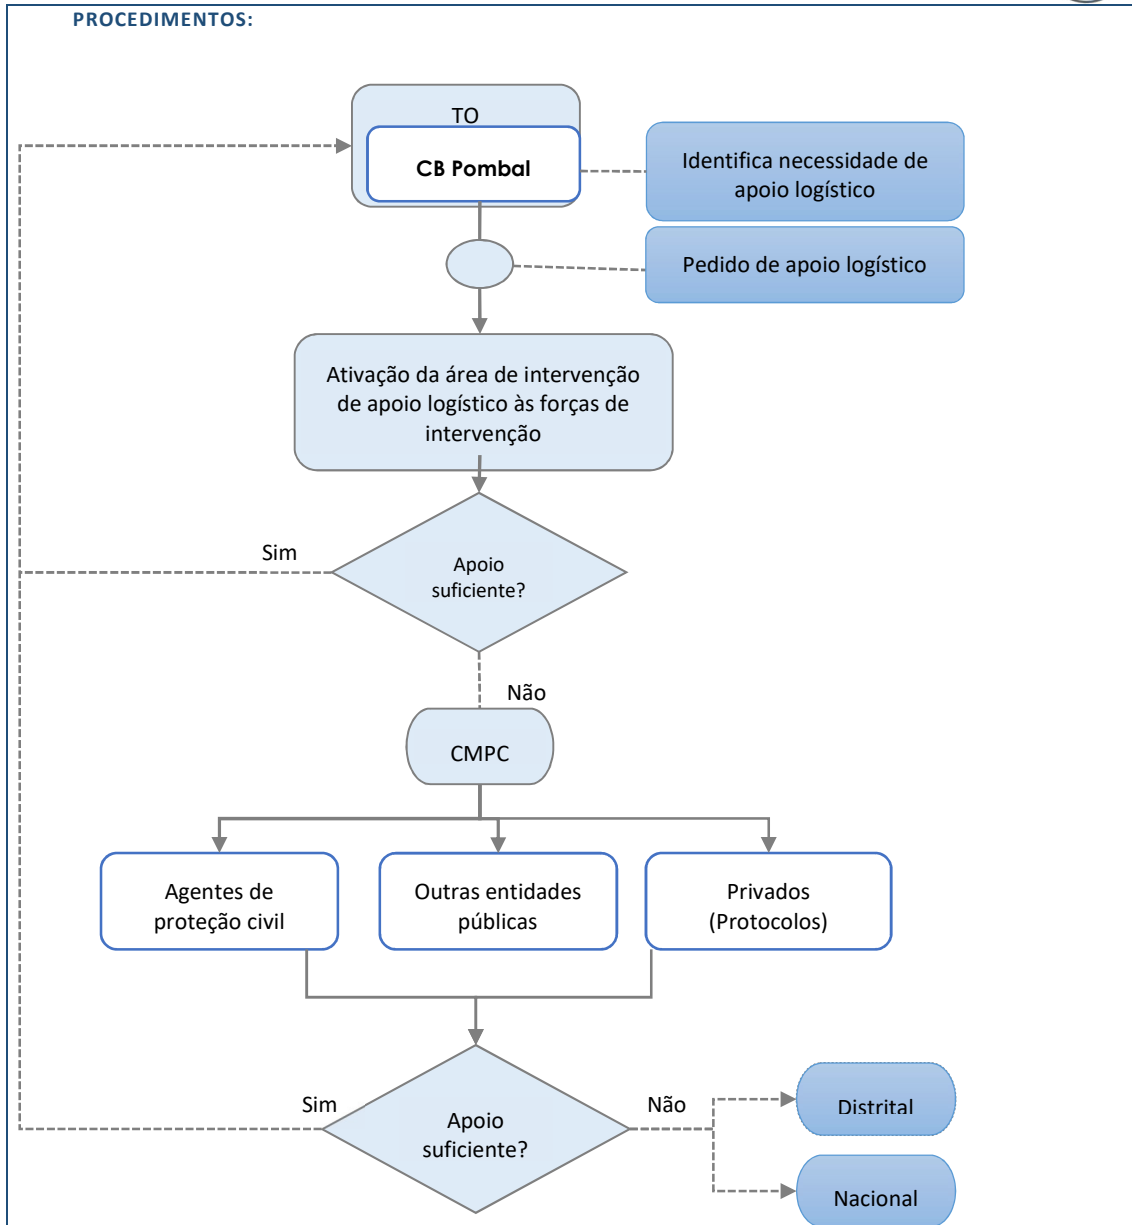 PROCEDIMENTOS:
TO
CB Pombal
Identifica necessidade de
apoio logístico
Pedido de apoio logístico
Ativação da área de intervenção
de apoio logístico às forças de
intervenção
Sim
Apoio
suficiente?
Não
CMPC
Agentes de
proteção civil
Outras entidades
públicas
Privados
(Protocolos)
Sim
Apoio
suficiente?
Não
Distrital
Nacional